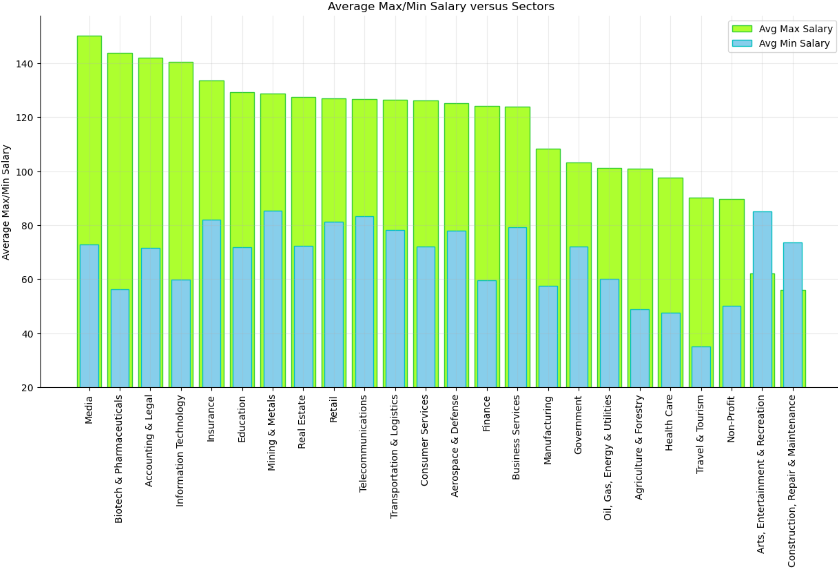 Average Max/Min Salary versus Sectors
Avg Max Salary
Avg Min Salary
Average Max/Min Salary
140
120
100
80
60
40
20
Media
Biotech & Pharmaceuticals
Accounting & Legal
Information Technology
Insurance
Education
Mining & Metals
Real Estate
Retail
Telecommunications
Transportation & Logistics
Consumer Services
Aerospace & Defense
Finance
Business Services
Manufacturing
Government
Oil, Gas, Energy & Utilities
Agriculture & Forestry
Health Care
Travel & Tourism
Non-Profit
Arts, Entertainment & Recreation
Construction, Repair & Maintenance